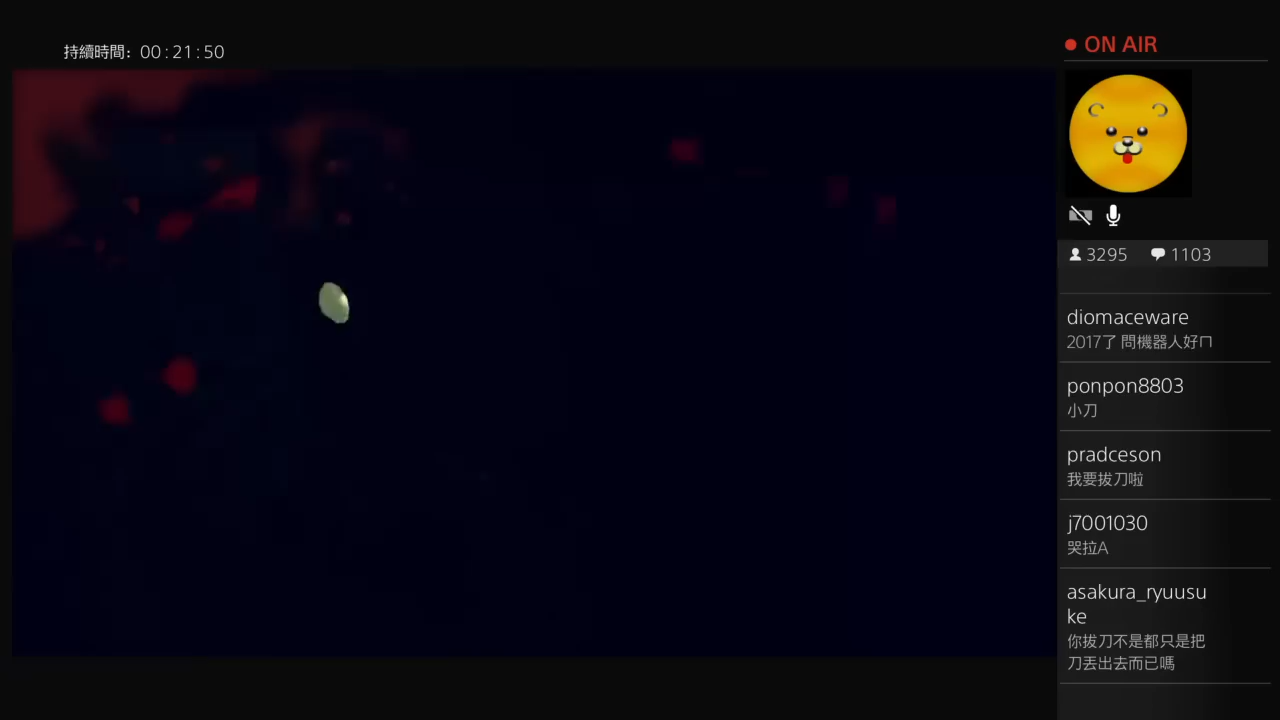 持續時間: 00:21:50
ON AIR
3295 1103
diomaceware
2017了 問機器人好ㄇ
ponpon8803
小刀
pradceson
我要拔刀啦
j7001030
哭拉A
asakura_ryuusu
ke
你拔刀不是都只是把
刀丟出去而已嗎